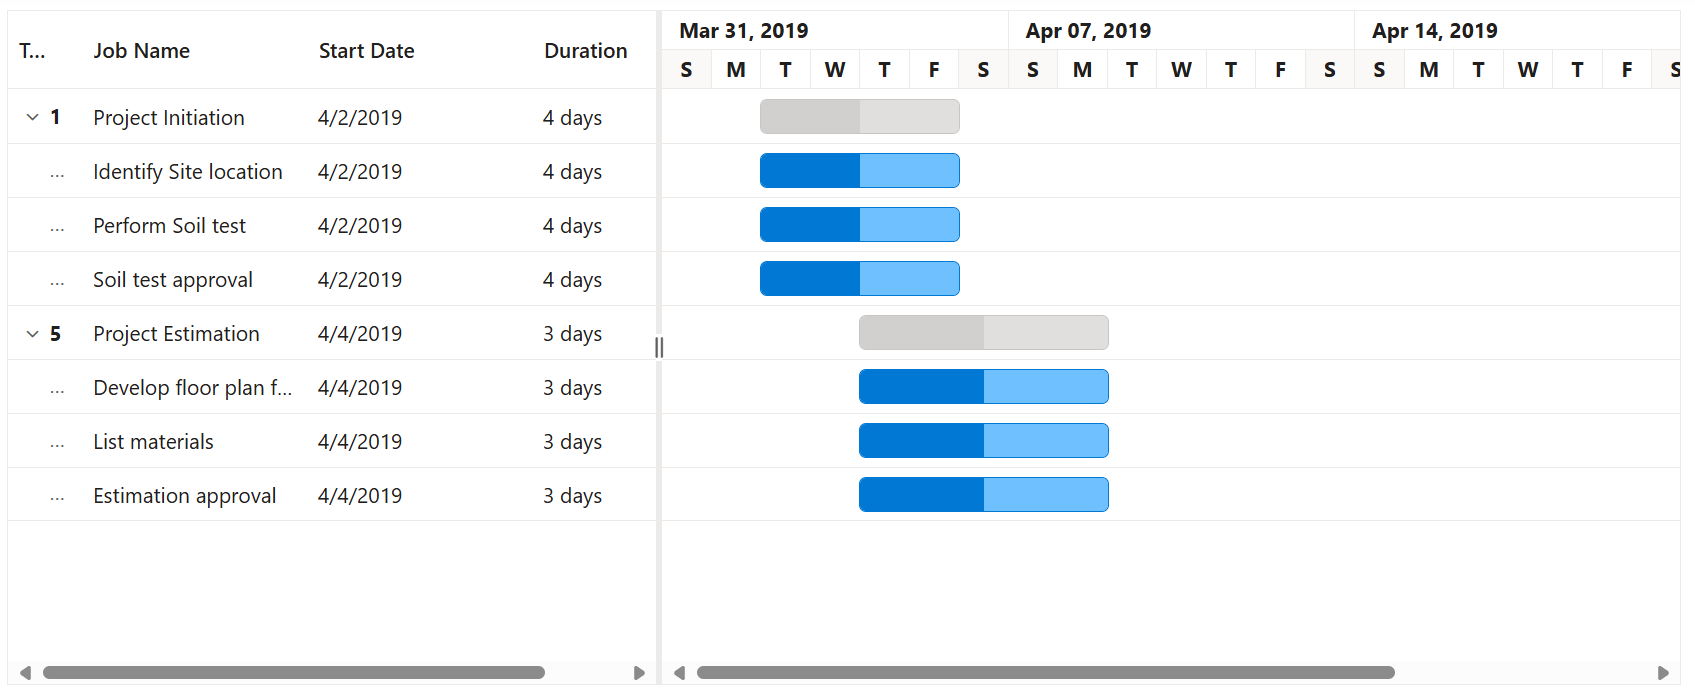 T... Job Name Start Date Duration
Mar 31, 2019 Apr 07, 2019 Apr 14, 2019
S M T W T F S S M T W T F S S M T W T F S
1 Project Initiation 4/2/2019 4 days
... Identify Site location 4/2/2019 4 days
... Perform Soil test 4/2/2019 4 days
... Soil test approval 4/2/2019 4 days
5 Project Estimation 4/4/2019 3 days
... Develop floor plan f... 4/4/2019 3 days
... List materials 4/4/2019 3 days
... Estimation approval 4/4/2019 3 days